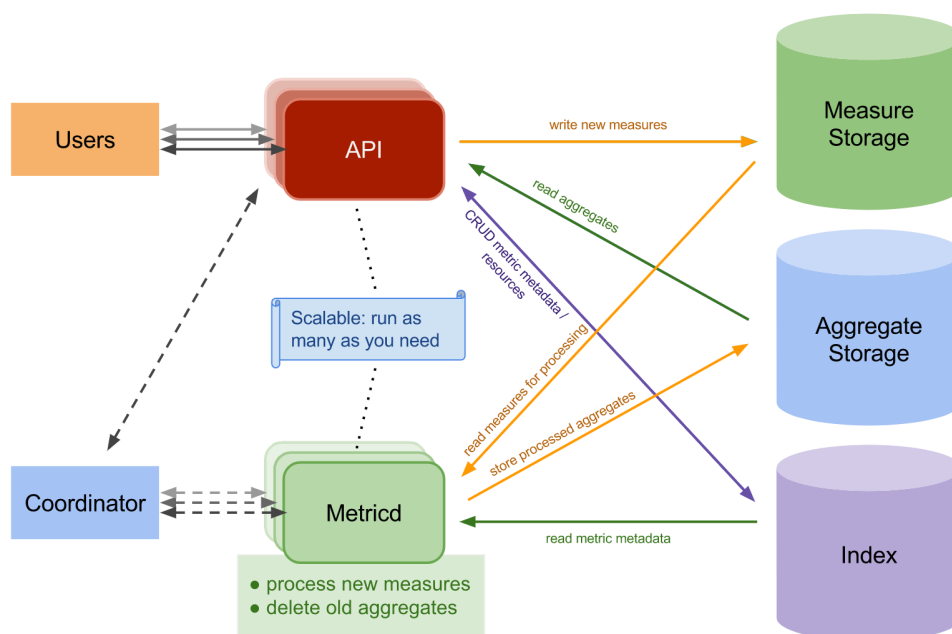 Users
API
write new measures
Measure
Storage
read aggregates
CRUD metric metadata /
resources
Scalable: run as
many as you need
Aggregate
Storage
read measures for processing
store processed aggregates
Coordinator
Metricd
read metric metadata
Index
● process new measures
● delete old aggregates